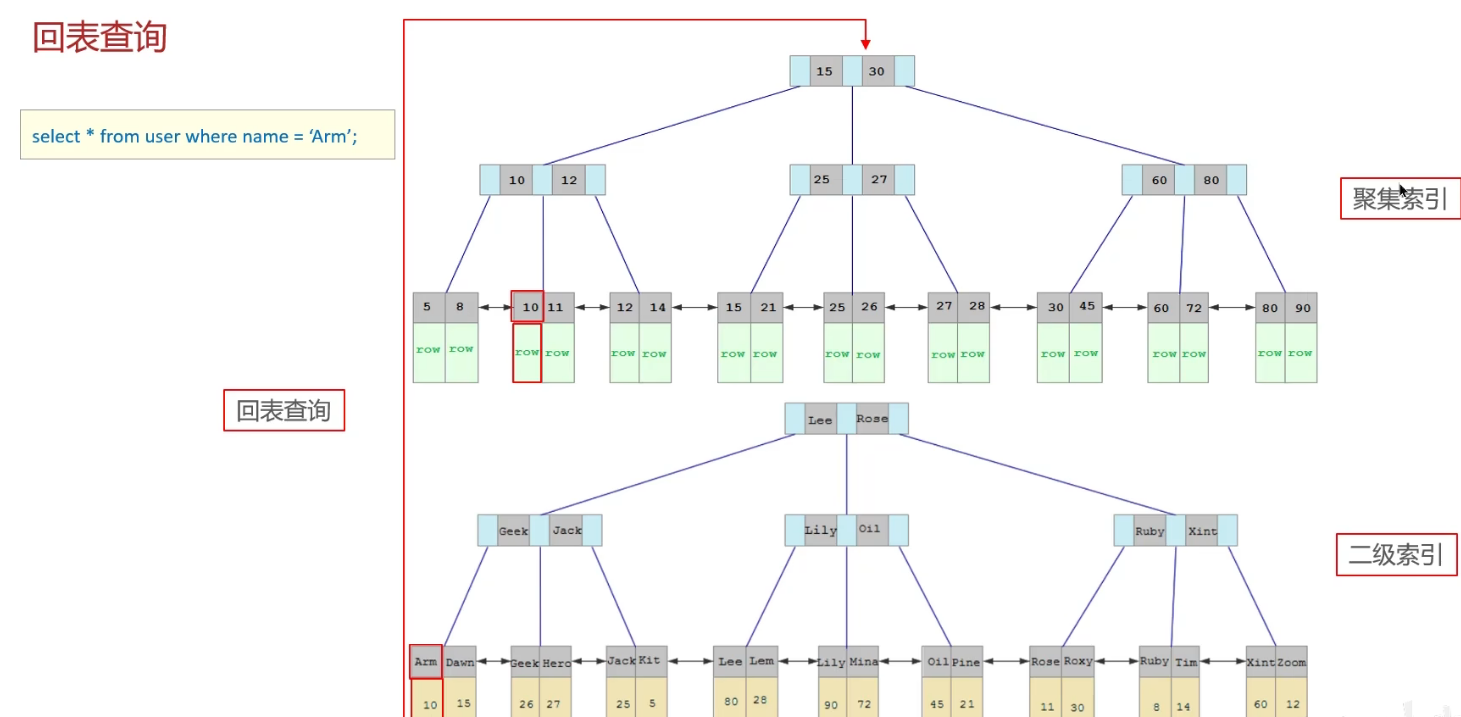 回表查询
select * from user where name = ‘Arm’;
15 30
10 12 25 27 60 80
聚集索引
5 8 10 11 12 14 15 21 25 26 27 28 30 45 60 72 80 90
row row row row row row row row row row row row row row row row row row
回表查询
Lee Rose
Geek Jack Lily Oil Ruby Xint
二级索引
Arm Dawn Geek Hero Jack Kit Lee Lem Lily Mina Oil Pine Rose Roxy Ruby Tim Xint Zoom
10 15 26 27 25 5 80 28 90 72 45 21 11 30 8 14 60 12